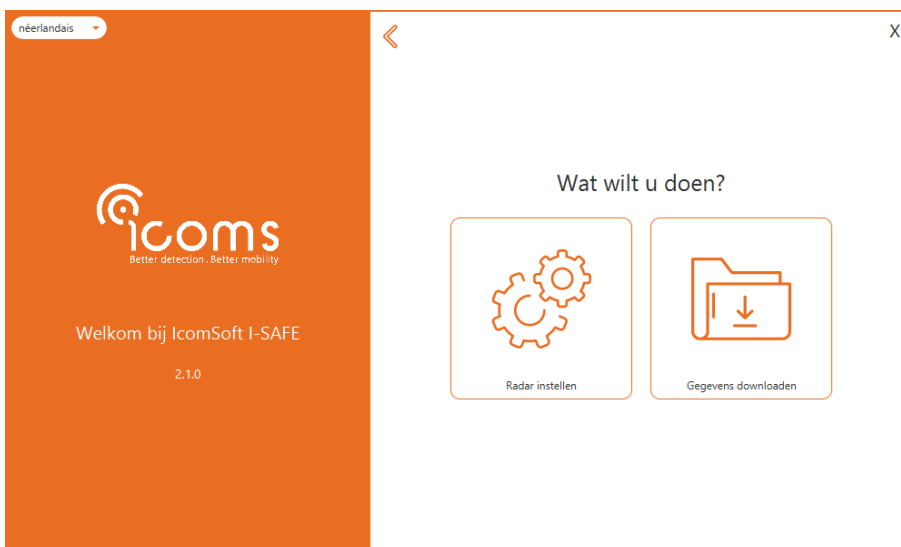 néerlandais
X
icoms
Better detection . Better mobility
Welkom bij IcomSoft I-SAFE
2.1.0
Wat wilt u doen?
Radar instellen
Gegevens downloaden